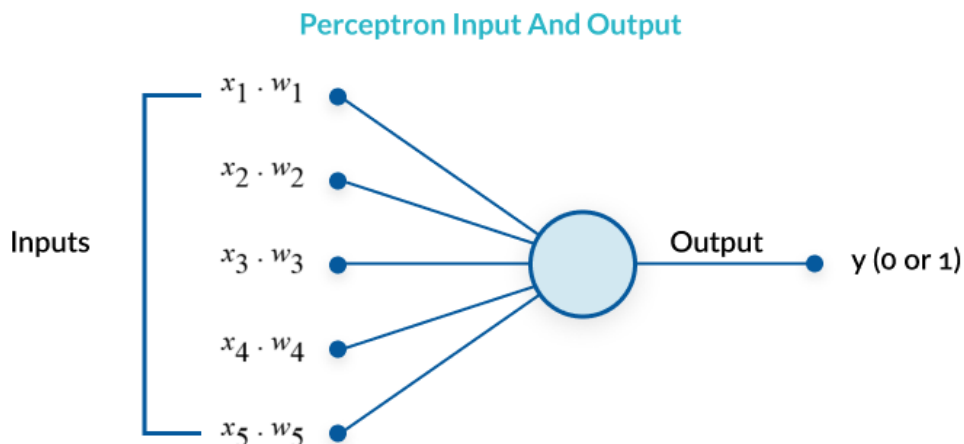 Perceptron Input And Output
x₁ . w₁
x₂ . w₂
Inputs
x₃ . w₃
Output
y (0 or 1)
x₄ . w₄
x₅ . w₅